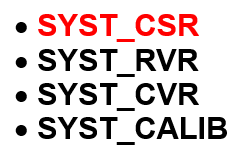 • SYST_CSR
• SYST_RVR
• SYST_CVR
• SYST_CALIB